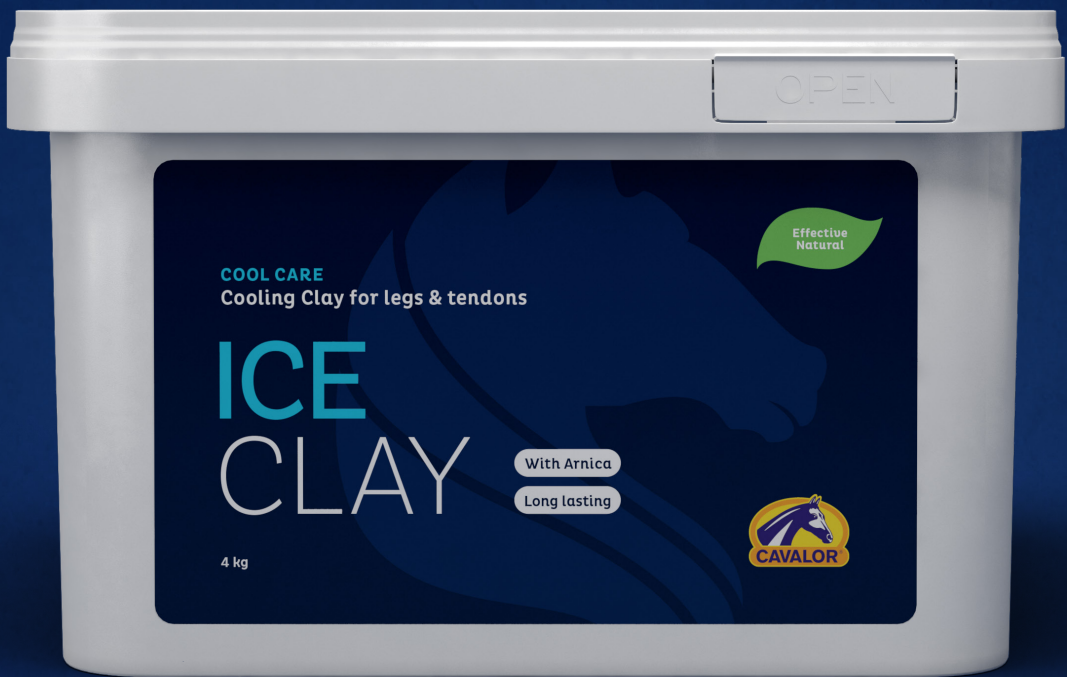 OPEN
Effective
Natural
COOL CARE
Cooling Clay for legs & tendons
ICE
CLAY
With Arnica
Long lasting
4 kg
CAVALOR